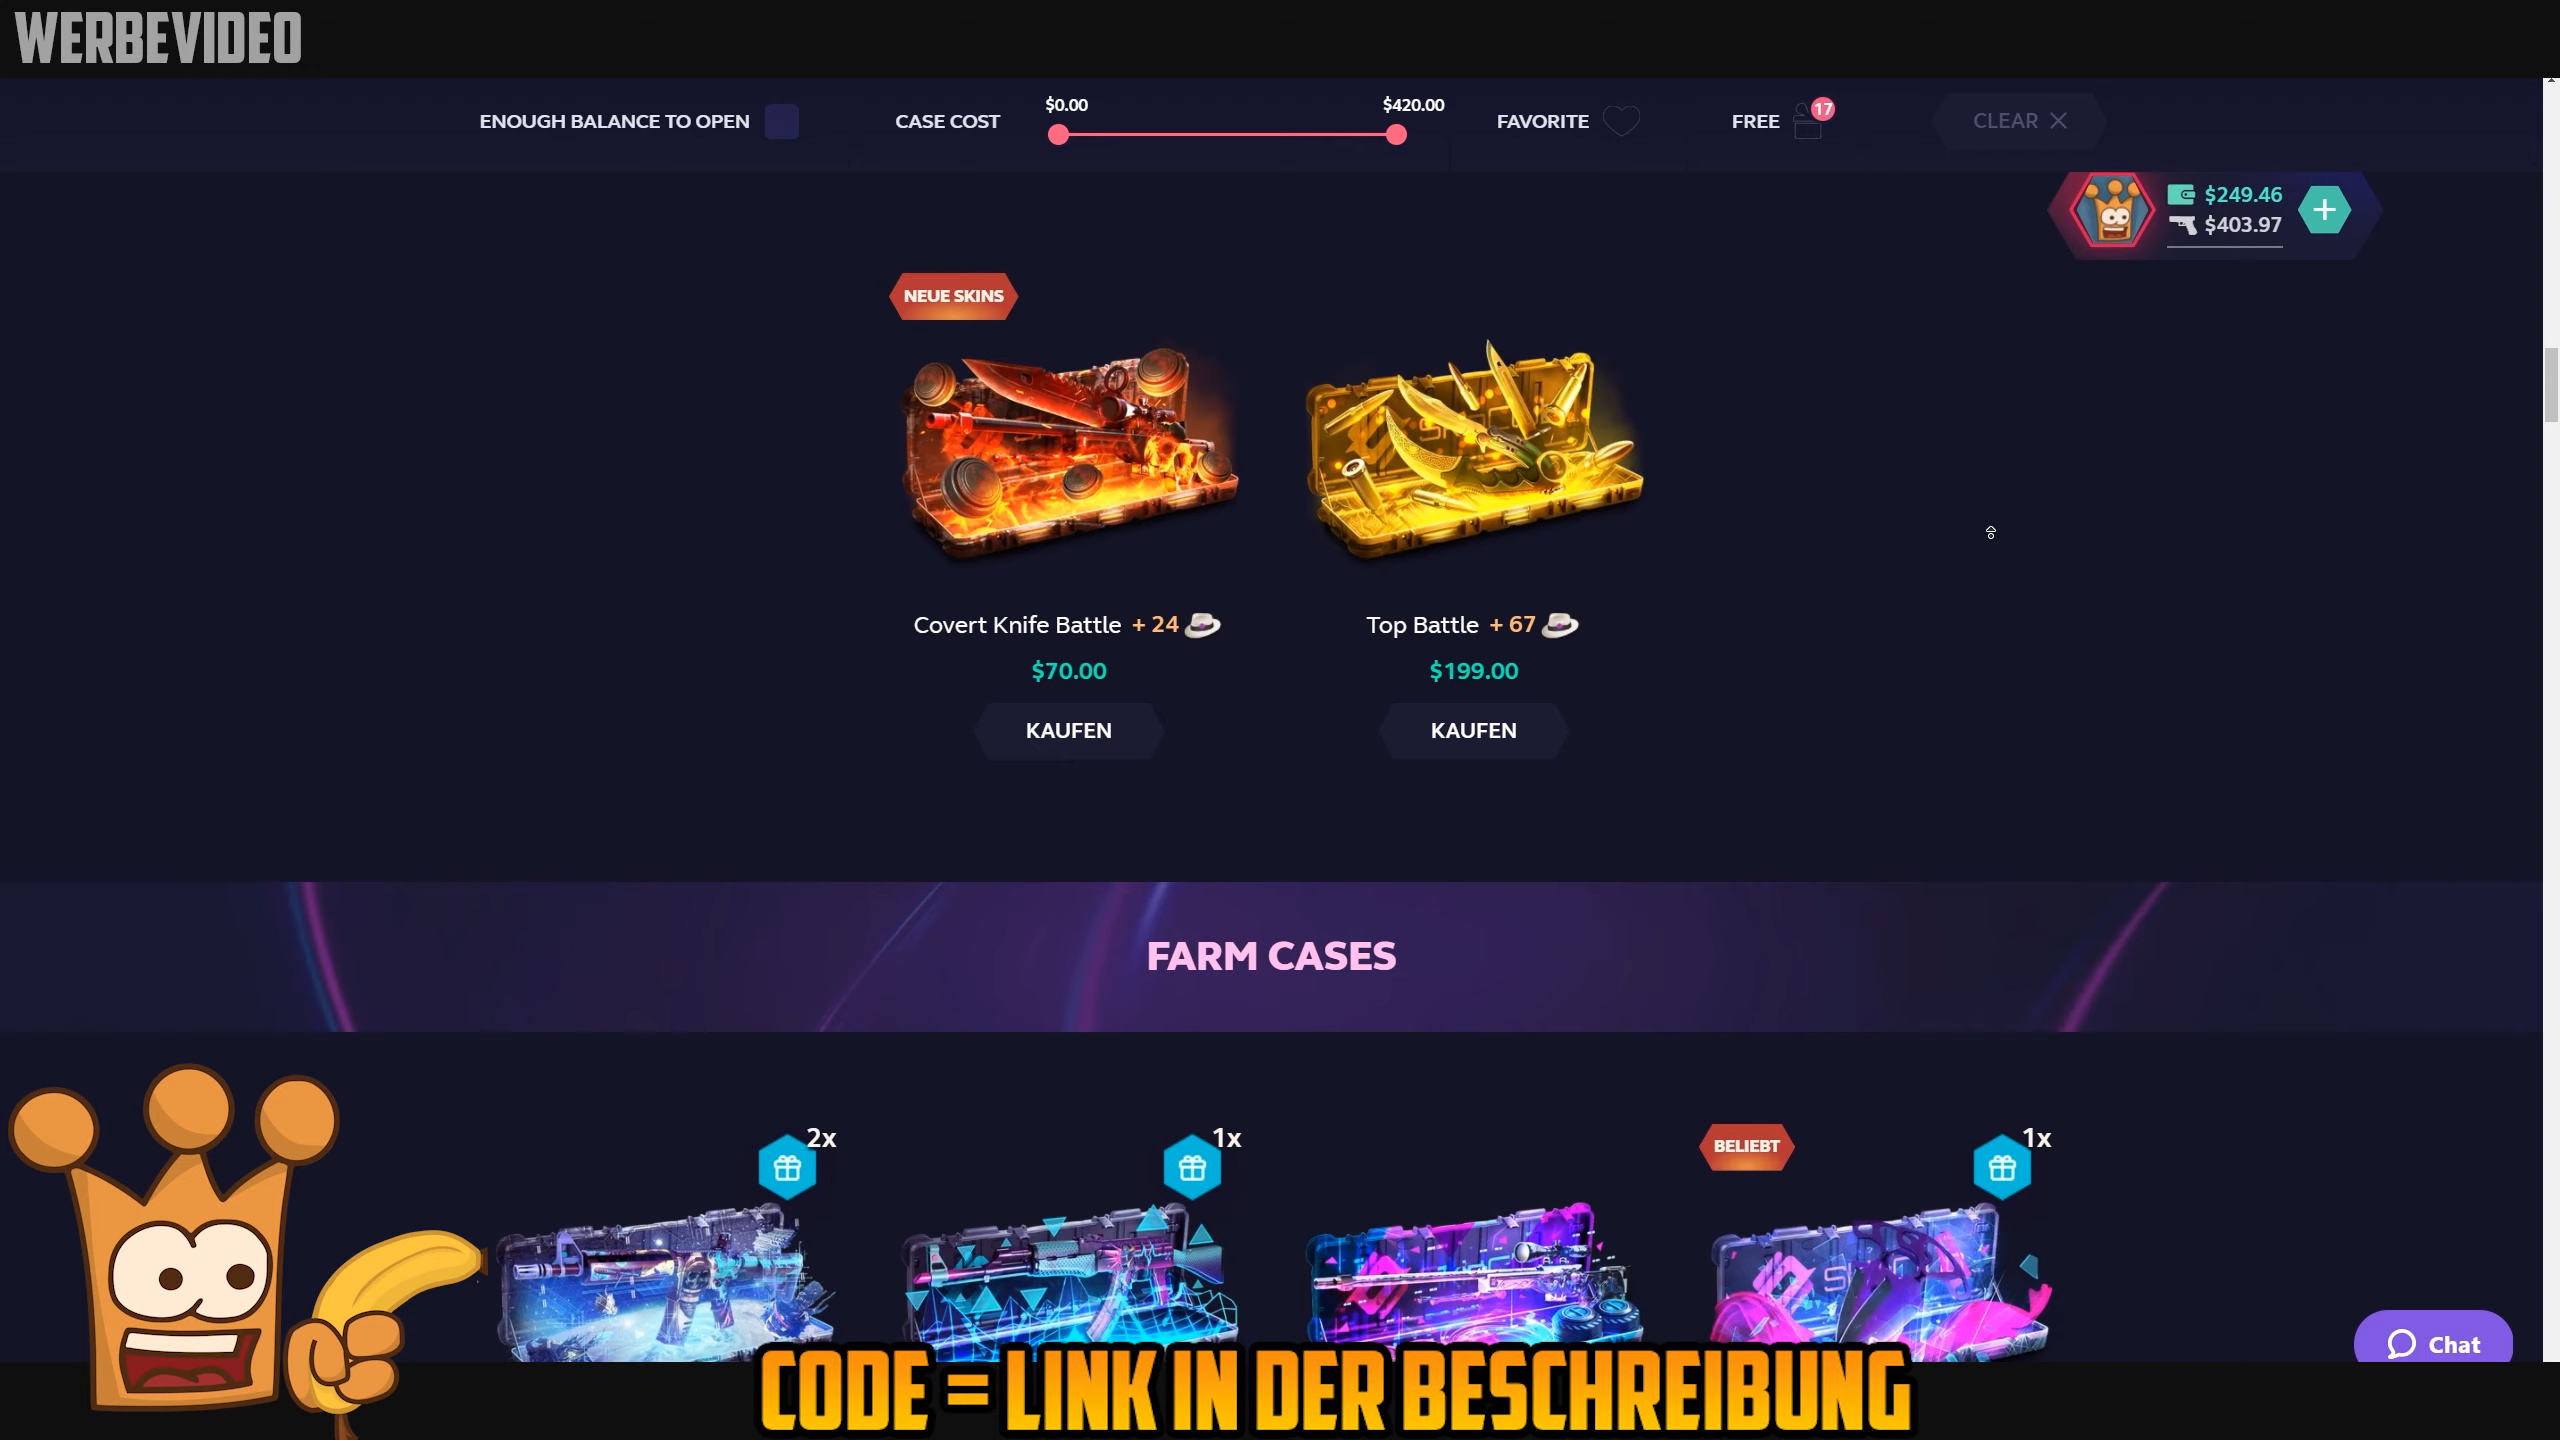 WERBEVIDEO
ENOUGH BALANCE TO OPEN
CASE COST
$0.00
$420.00
FAVORITE
FREE
17
CLEAR
$249.46
$403.97
NEUE SKINS
Covert Knife Battle + 24
Top Battle + 67
$70.00
$199.00
KAUFEN
KAUFEN
FARM CASES
2x
1x
BELIEBT
1x
Chat
CODE = LINK IN DER BESCHREIBUNG